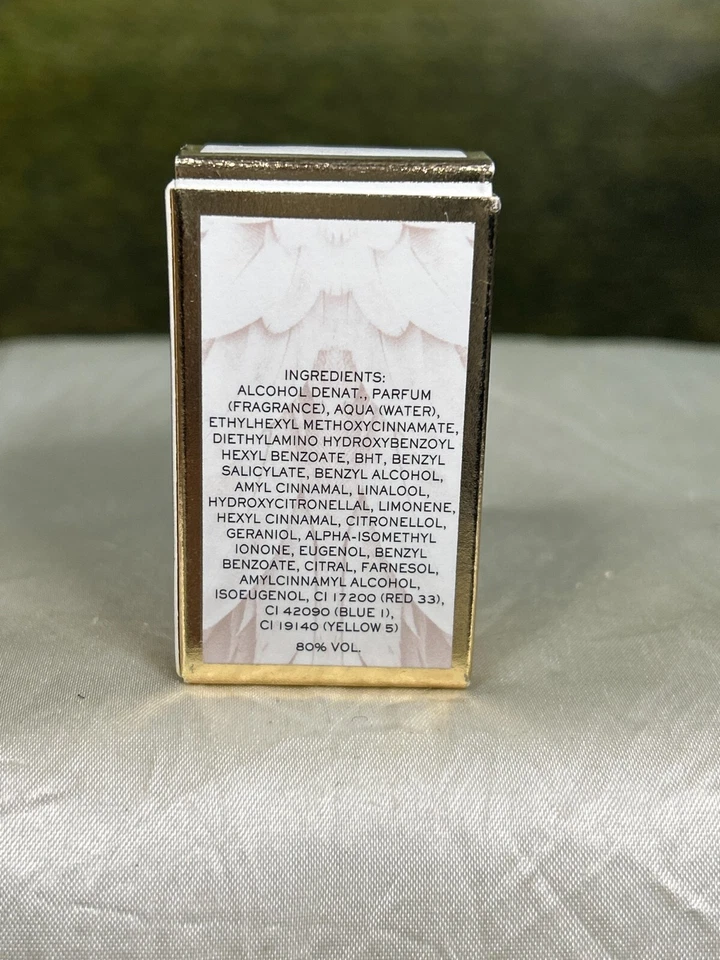 INGREDIENTS:
ALCOHOL DENAT., PARFUM
(FRAGRANCE), AQUA (WATER),
ETHYLHEXYL METHOXYCINNAMATE,
DIETHYLAMINO HYDROXYBENZOYL
HEXYL BENZOATE, BHT, BENZYL
SALICYLATE, BENZYL ALCOHOL,
AMYL CINNAMAL, LINALOOL,
HYDROXYCITRONELLAL, LIMONENE,
HEXYL CINNAMAL, CITRONELLOL,
GERANIOL, ALPHA-ISOMETHYL
IONONE, EUGENOL, BENZYL
BENZOATE, CITRAL, FARNESOL,
AMYLCINNAMYL ALCOHOL,
ISOEUGENOL, CI 17200 (RED 33),
CI 42090 (BLUE 1),
CI 19140 (YELLOW 5)
80% VOL.